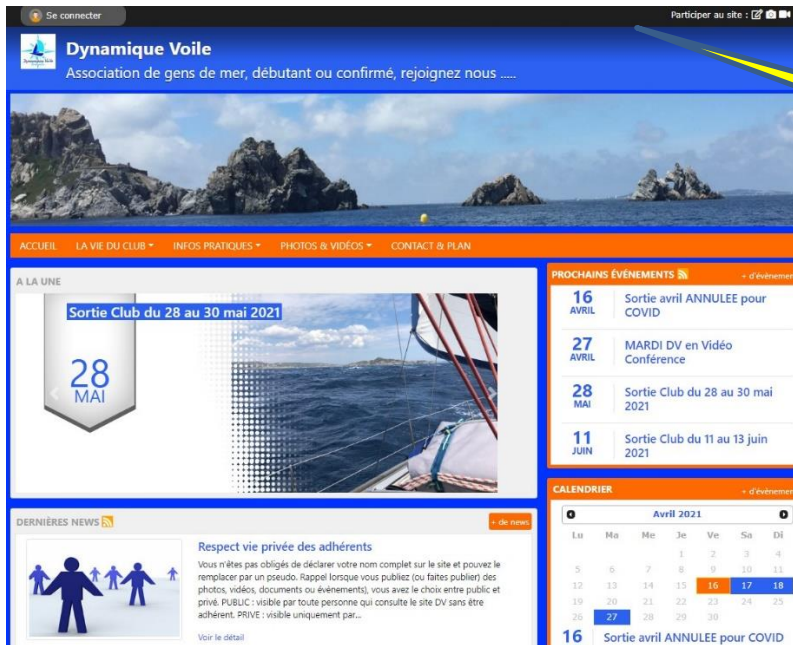 Se connecter
Participer au site :
Dynamique Voile
Association de gens de mer, débutant ou confirmé, rejoignez nous .....
ACCUEIL LA VIE DU CLUB INFOS PRATIQUES PHOTOS & VIDÉOS CONTACT & PLAN
A LA UNE
Sortie Club du 28 au 30 mai 2021
28
MAI
DERNIÈRES NEWS
+ de news
Respect vie privée des adhérents
Vous n'êtes pas obligés de déclarer votre nom complet sur le site et pouvez le
remplacer par un pseudo. Rappel lorsque vous publiez (ou faites publier) des
photos, vidéos, documents ou événements), vous avez le choix entre public et
privé. PUBLIC : visible par toute personne qui consulte le site DV sans être
adhérent. PRIVE : visible uniquement par...
Voir le détail
PROCHAINS ÉVÉNEMENTS
+ d'évènemen
16
AVRIL
Sortie avril ANNULEE pour
COVID
27
AVRIL
MARDI DV en Vidéo
Conférence
28
MAI
Sortie Club du 28 au 30 mai
2021
11
JUIN
Sortie Club du 11 au 13 juin
2021
CALENDRIER
+ d'évènemen
Avril 2021
Lu Ma Me Je Ve Sa Di
1 2 3 4
5 6 7 8 9 10 11
12 13 14 15 16 17 18
19 20 21 22 23 24 25
26 27 28 29 30
16 Sortie avril ANNULEE pour COVID